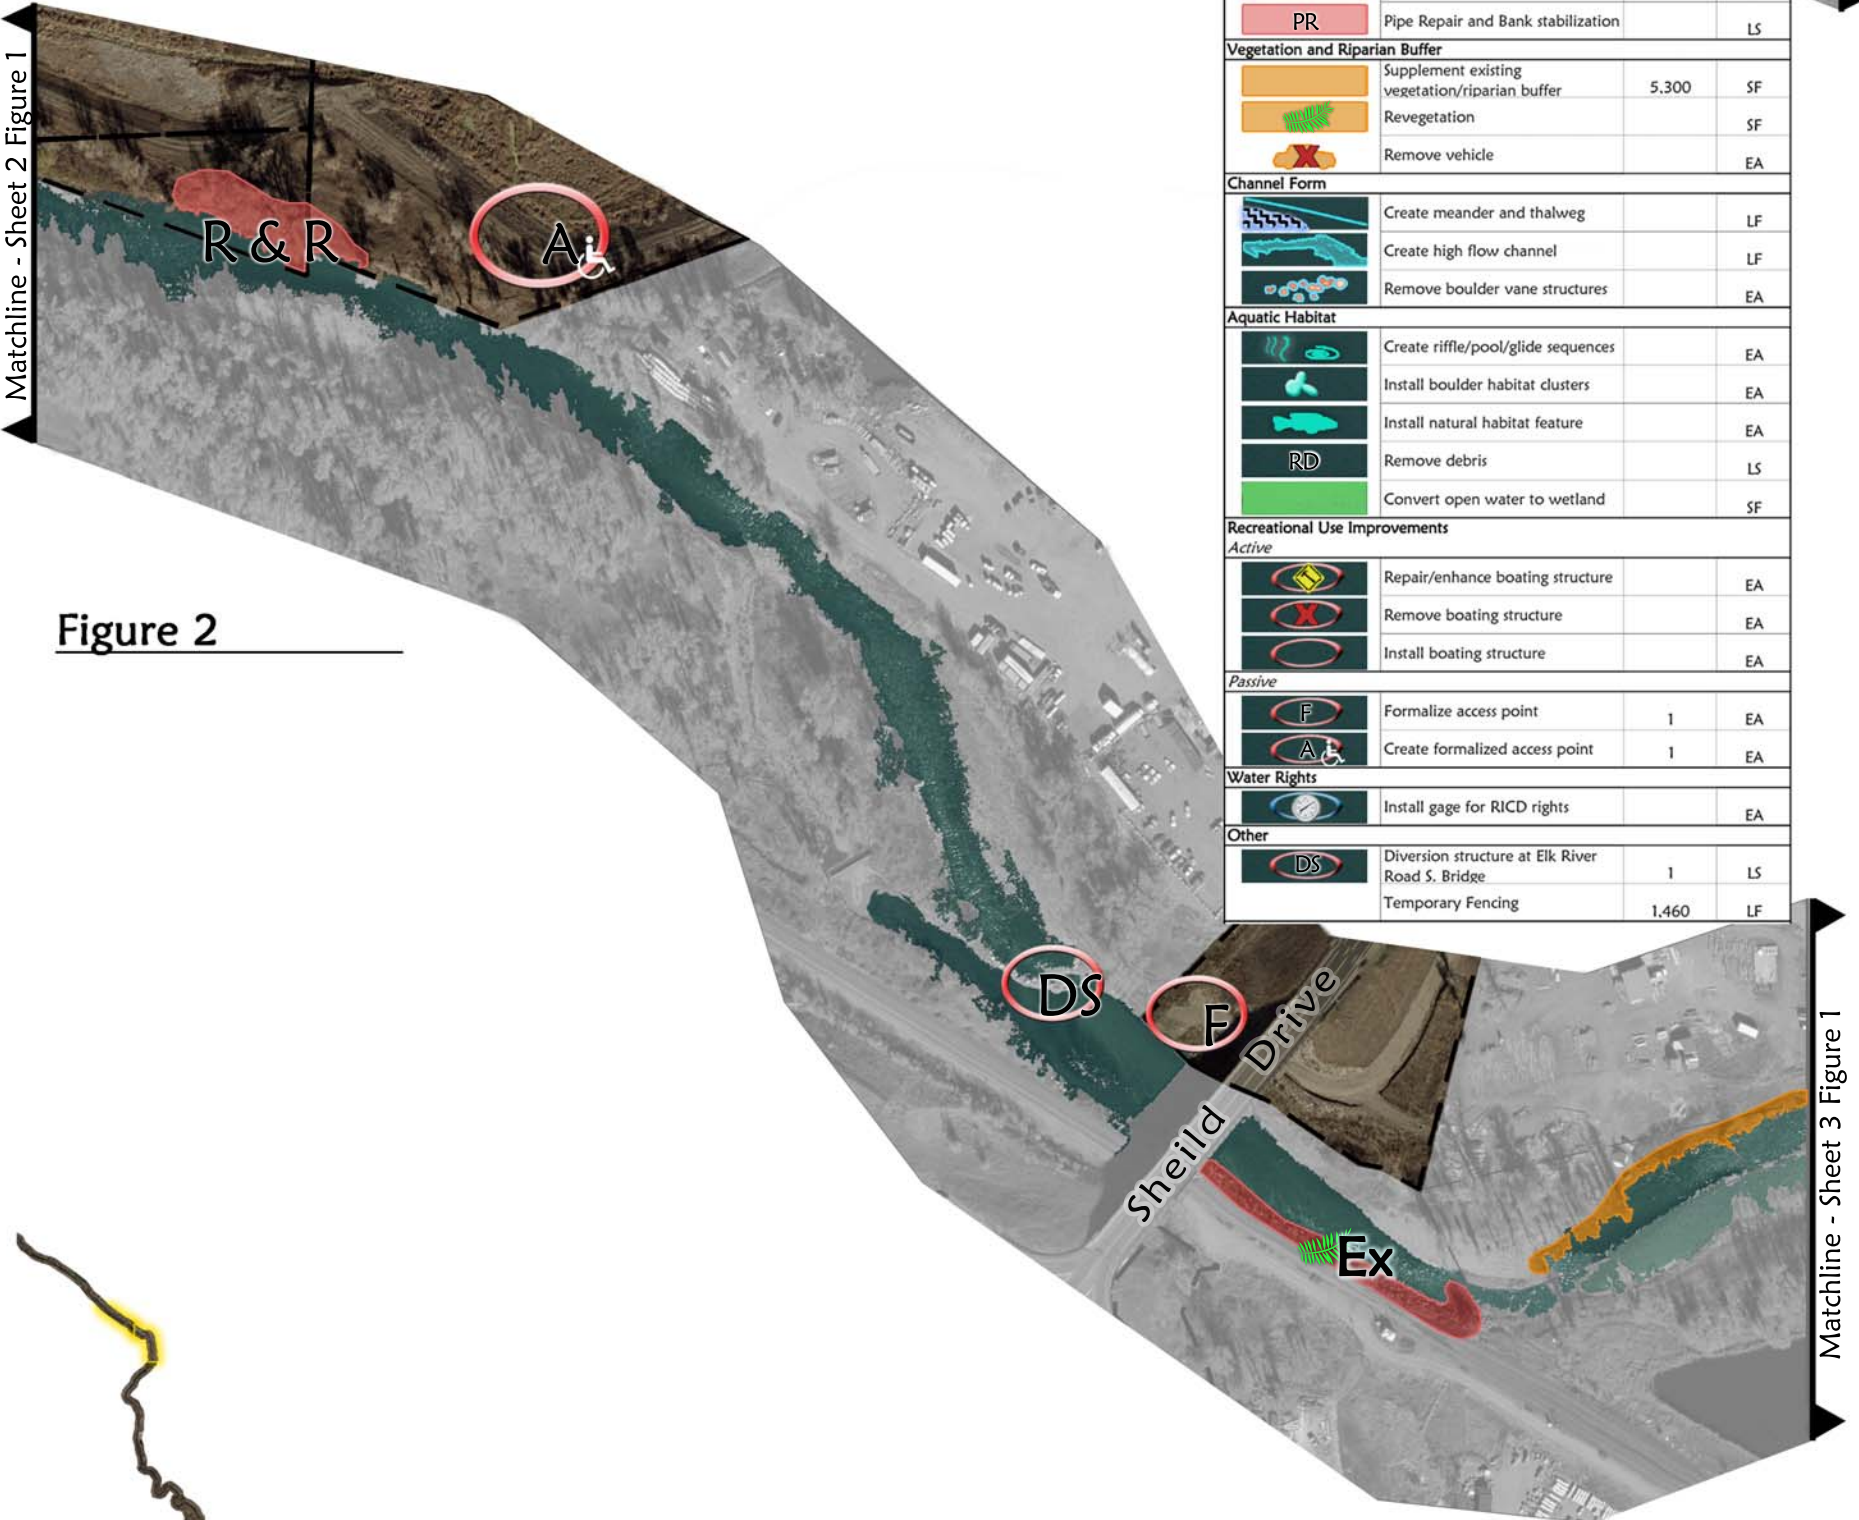 Matchline - Sheet 2 Figure 1
R & R
A
Figure 2
DS
F
Sheild Drive
Ex
Matchline - Sheet 3 Figure 1
PR Pipe Repair and Bank stabilization LS
Vegetation and Riparian Buffer
Supplement existing
vegetation/riparian buffer 5,300 SF
Revegetation SF
X Remove vehicle EA
Channel Form
Create meander and thalweg LF
Create high flow channel LF
Remove boulder vane structures EA
Aquatic Habitat
Create riffle/pool/glide sequences EA
Install boulder habitat clusters EA
Install natural habitat feature EA
RD Remove debris LS
Convert open water to wetland SF
Recreational Use Improvements
Active
Repair/enhance boating structure EA
X Remove boating structure EA
Install boating structure EA
Passive
F Formalize access point 1 EA
A Create formalized access point 1 EA
Water Rights
Install gage for RICD rights EA
Other
DS Diversion structure at Elk River
Road S. Bridge 1 LS
Temporary Fencing 1,460 LF